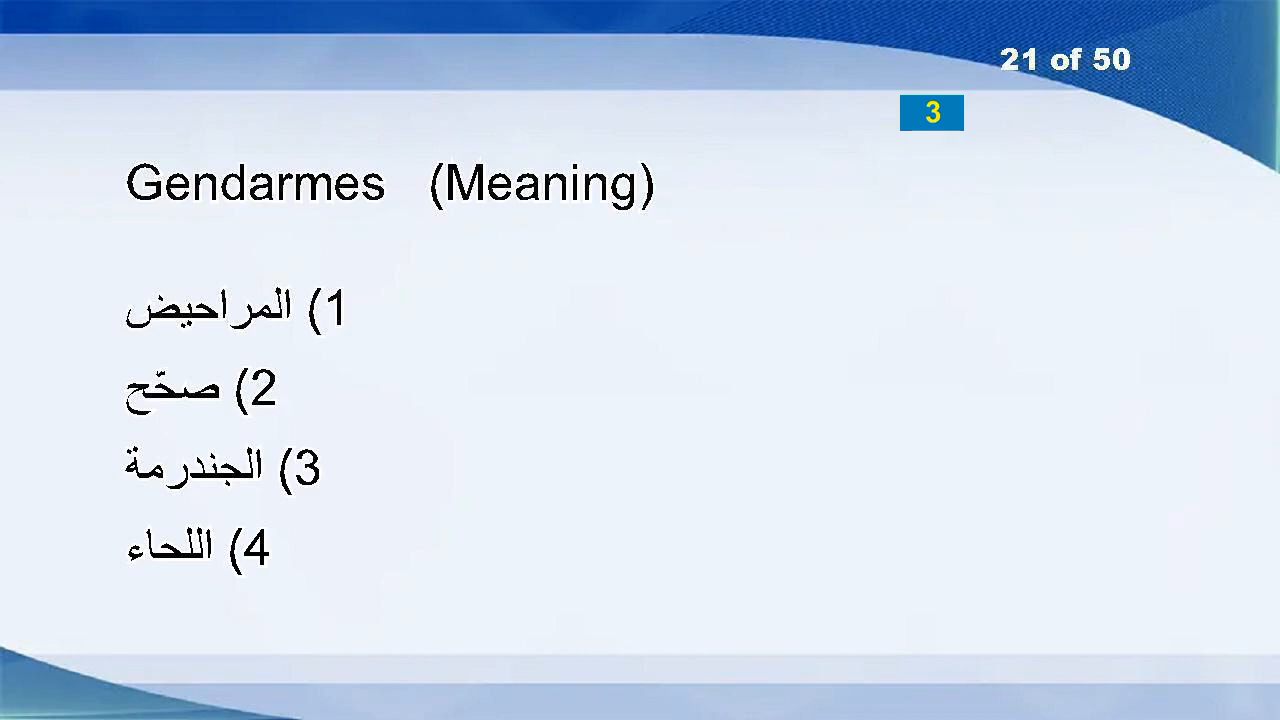 21 of 50
3
Gendarmes (Meaning)
1) المراحيض
2) صحّح
3) الجندرمة
4) اللحاء